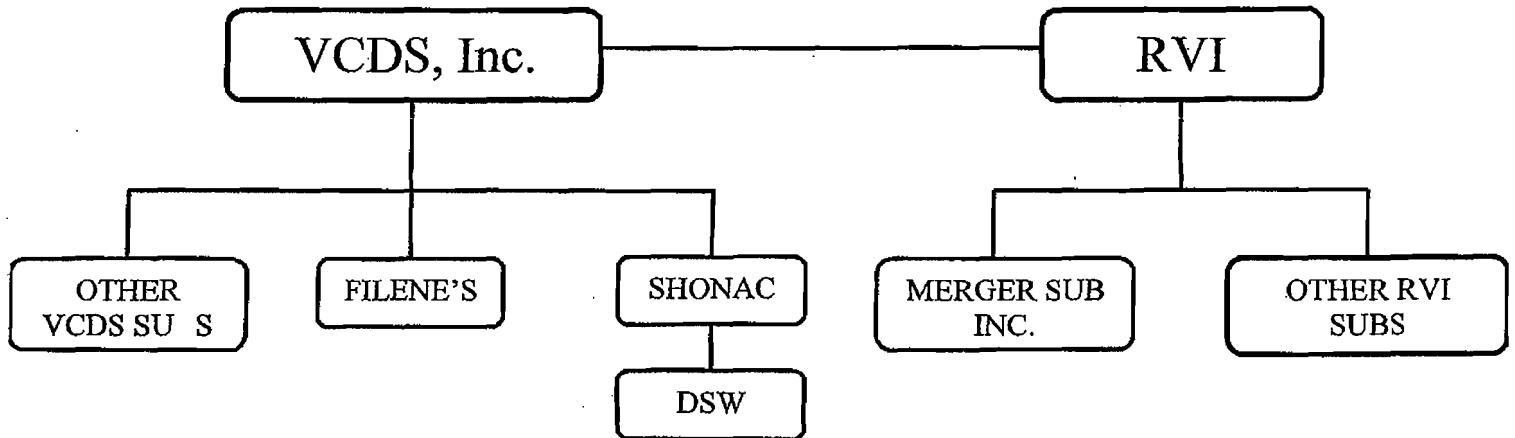 VCDS, Inc.
RVI
OTHER
VCDS SU S
FILENE'S
SHONAC
MERGER SUB
INC.
OTHER RVI
SUBS
DSW